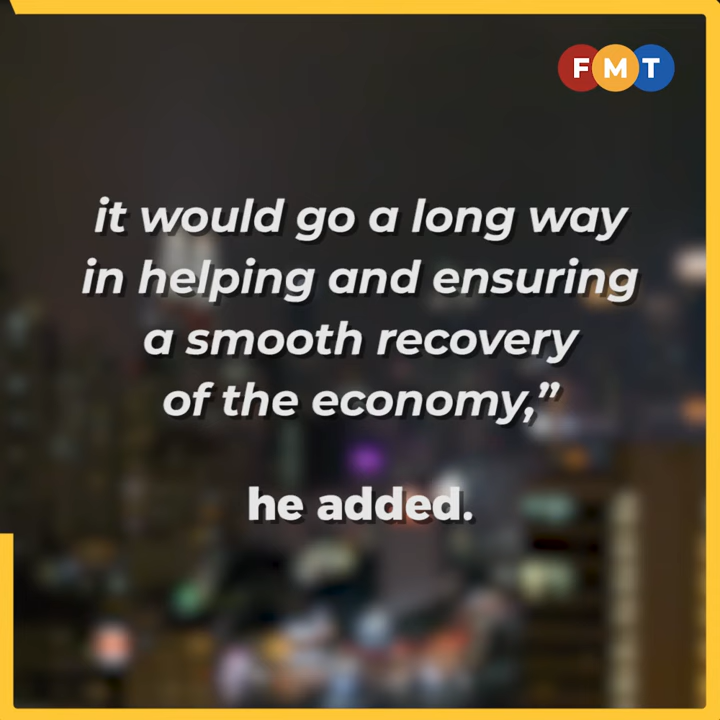 FMT
it would go a long way
in helping and ensuring
a smooth recovery
of the economy,”
he added.